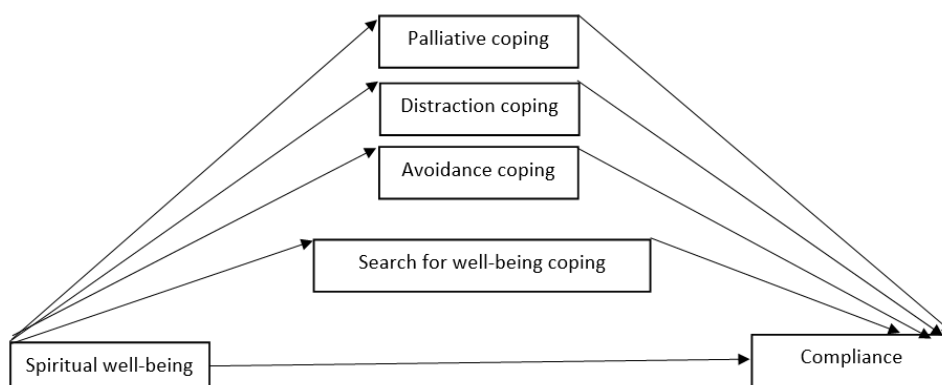 Palliative coping
Distraction coping
Avoidance coping
Search for well-being coping
Spiritual well-being
Compliance